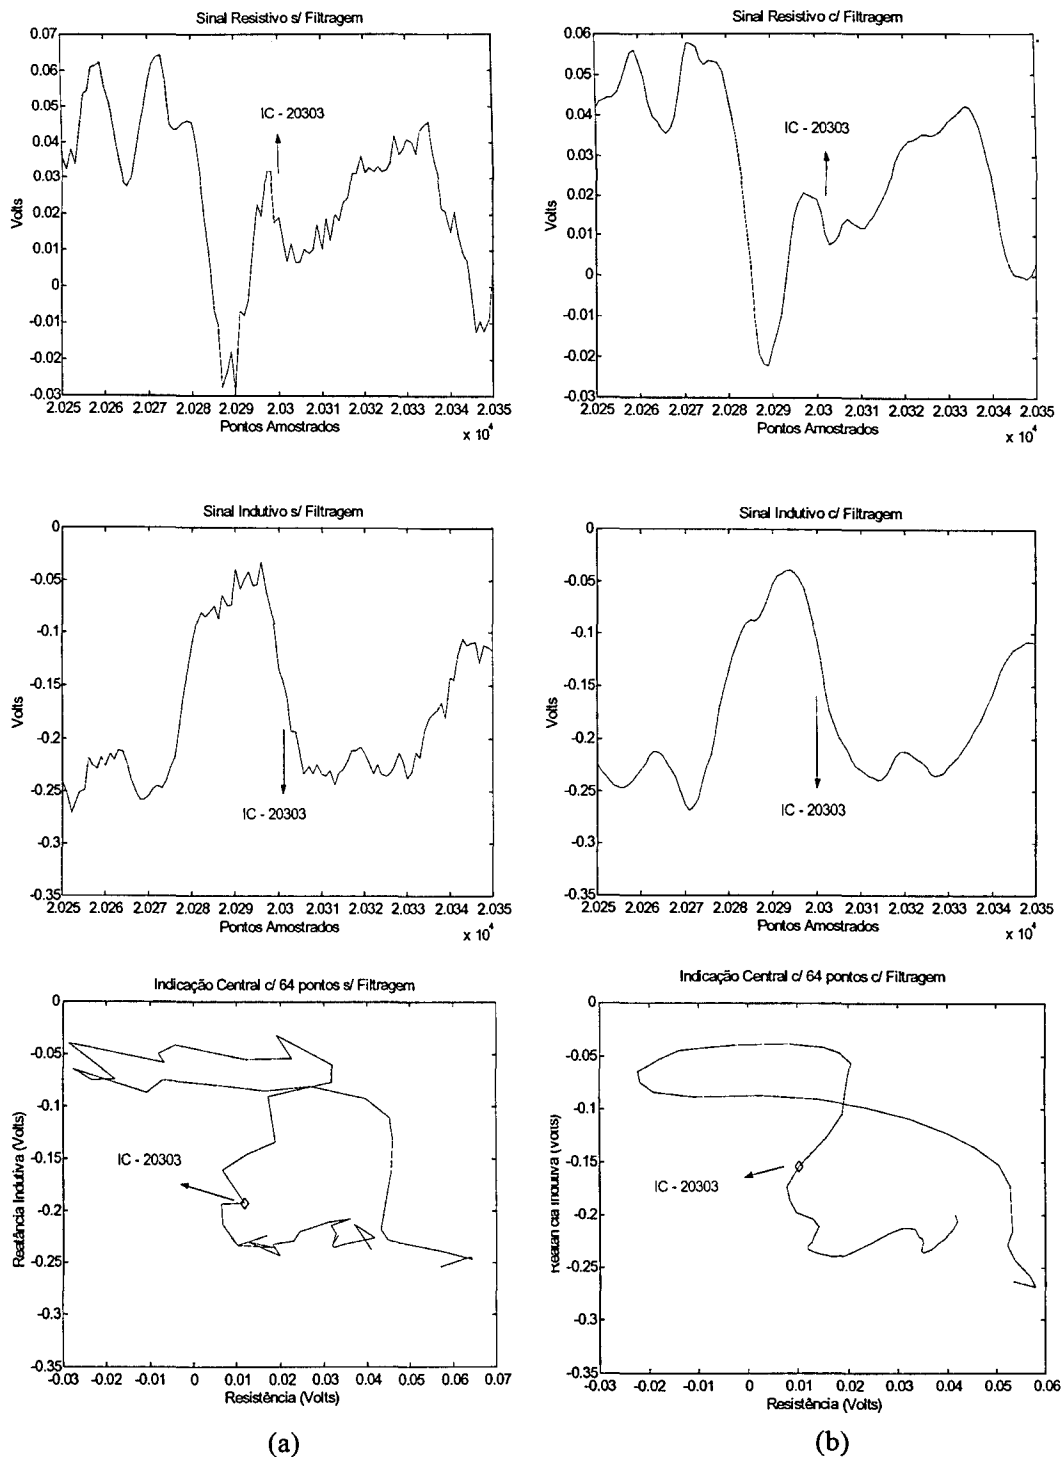 Sinal Resistivo s/ Filtragem
0.07
0.06
0.05
0.04
0.03
0.02
0.01
0
-0.01
-0.02
-0.03
Volts
IC - 20303
2.025 2.026 2.027 2.028 2.029 2.03 2.031 2.032 2.033 2.034 2.035
Pontos Amostrados
x 10^4
Sinal Resistivo c/ Filtragem
0.06
0.05
0.04
0.03
0.02
0.01
0
-0.01
-0.02
-0.03
Volts
IC - 20303
2.025 2.026 2.027 2.028 2.029 2.03 2.031 2.032 2.033 2.034 2.035
Pontos Amostrados
x 10^4
Sinal Indutivo s/ Filtragem
0
-0.05
-0.1
-0.15
-0.2
-0.25
-0.3
-0.35
Volts
IC - 20303
2.025 2.026 2.027 2.028 2.029 2.03 2.031 2.032 2.033 2.034 2.035
Pontos Amostrados
x 10^4
Sinal Indutivo c/ Filtragem
0
-0.05
-0.1
-0.15
-0.2
-0.25
-0.3
-0.35
Volts
IC - 20303
2.025 2.026 2.027 2.028 2.029 2.03 2.031 2.032 2.033 2.034 2.035
Pontos Amostrados
x 10^4
Indicação Central c/ 64 pontos s/ Filtragem
0
-0.05
-0.1
-0.15
-0.2
-0.25
-0.3
-0.35
Reatância Indutiva (Volts)
IC - 20303
-0.03 -0.02 -0.01 0 0.01 0.02 0.03 0.04 0.05 0.06 0.07
Resistência (Volts)
(a)
Indicação Central c/ 64 pontos c/ Filtragem
0
-0.05
-0.1
-0.15
-0.2
-0.25
-0.3
-0.35
Reatância Indutiva (Volts)
IC - 20303
-0.03 -0.02 -0.01 0 0.01 0.02 0.03 0.04 0.05 0.06
Resistência (Volts)
(b)